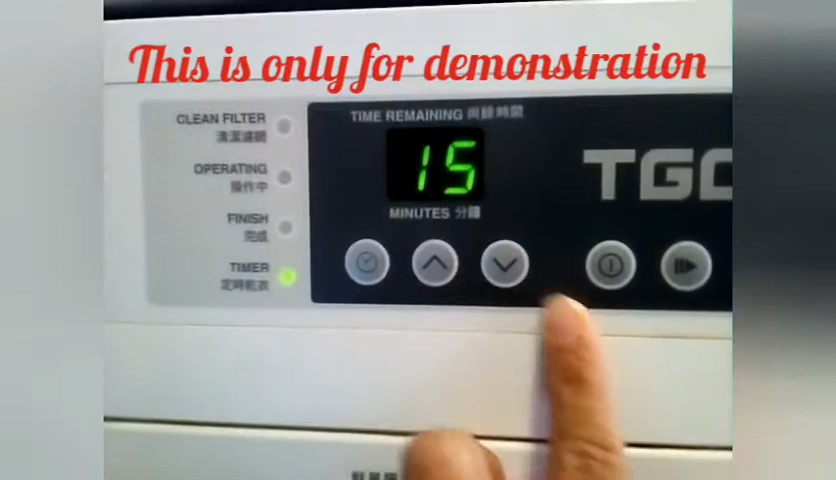 This is only for demonstration
CLEAN FILTER
清潔濾網
TIME REMAINING 尚餘時間
15
MINUTES 分鐘
OPERATING
操作中
FINISH
完成
TIMER
定時乾衣
TGC